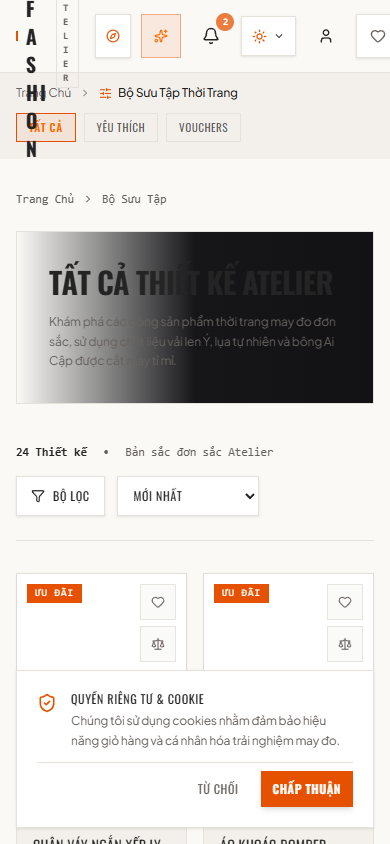 FASHION
TELIER
2
Trang Chủ > Bộ Sưu Tập Thời Trang
TẤT CẢ
YÊU THÍCH
VOUCHERS
Trang Chủ > Bộ Sưu Tập
TẤT CẢ THIẾT KẾ ATELIER
Khám phá các dòng sản phẩm thời trang may đo đơn
sắc, sử dụng chất liệu vải len Ý, lụa tự nhiên và bông Ai
Cập được cắt may tỉ mỉ.
24 Thiết kế • Bản sắc đơn sắc Atelier
BỘ LỌC
MỚI NHẤT
ƯU ĐÃI
ƯU ĐÃI
QUYỀN RIÊNG TƯ & COOKIE
Chúng tôi sử dụng cookies nhằm đảm bảo hiệu
năng giỏ hàng và cá nhân hóa trải nghiệm may đo.
TỪ CHỐI
CHẤP THUẬN